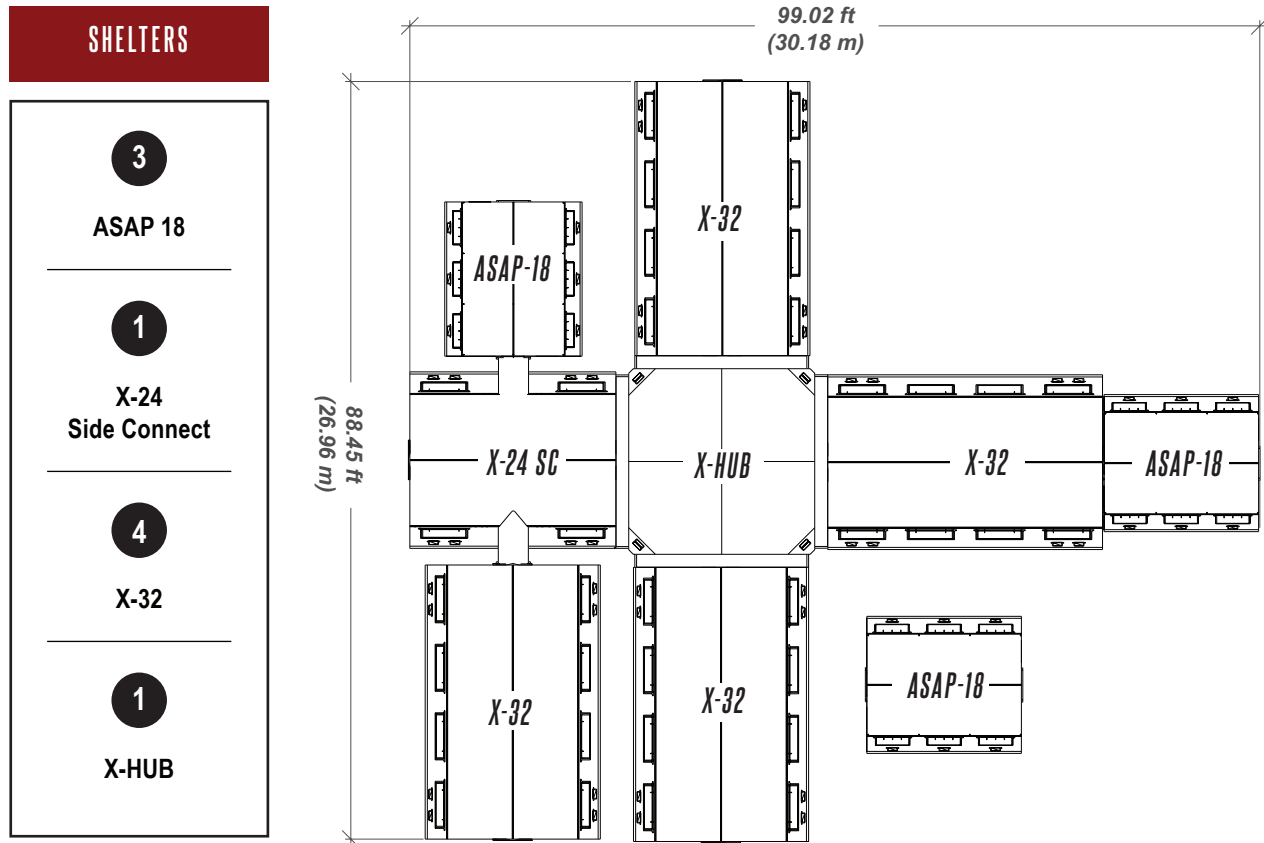 SHELTERS
3
ASAP 18
1
X-24
Side Connect
4
X-32
1
X-HUB
99.02 ft
(30.18 m)
88.45 ft
(26.96 m)
X-32
ASAP-18
X-24 SC
X-HUB
X-32
ASAP-18
X-32
X-32
ASAP-18